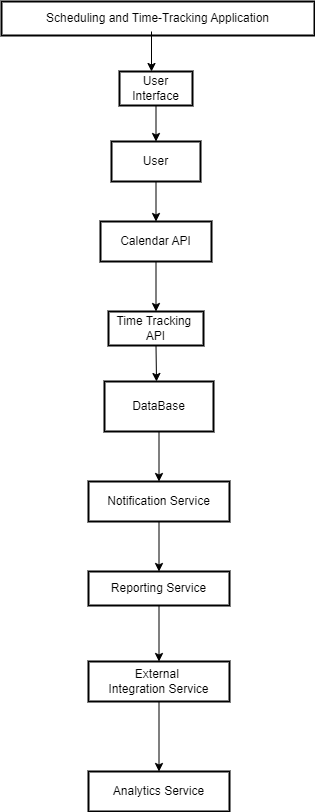 Scheduling and Time-Tracking Application
User
Interface
User
Calendar API
Time Tracking
API
DataBase
Notification Service
Reporting Service
External
Integration Service
Analytics Service